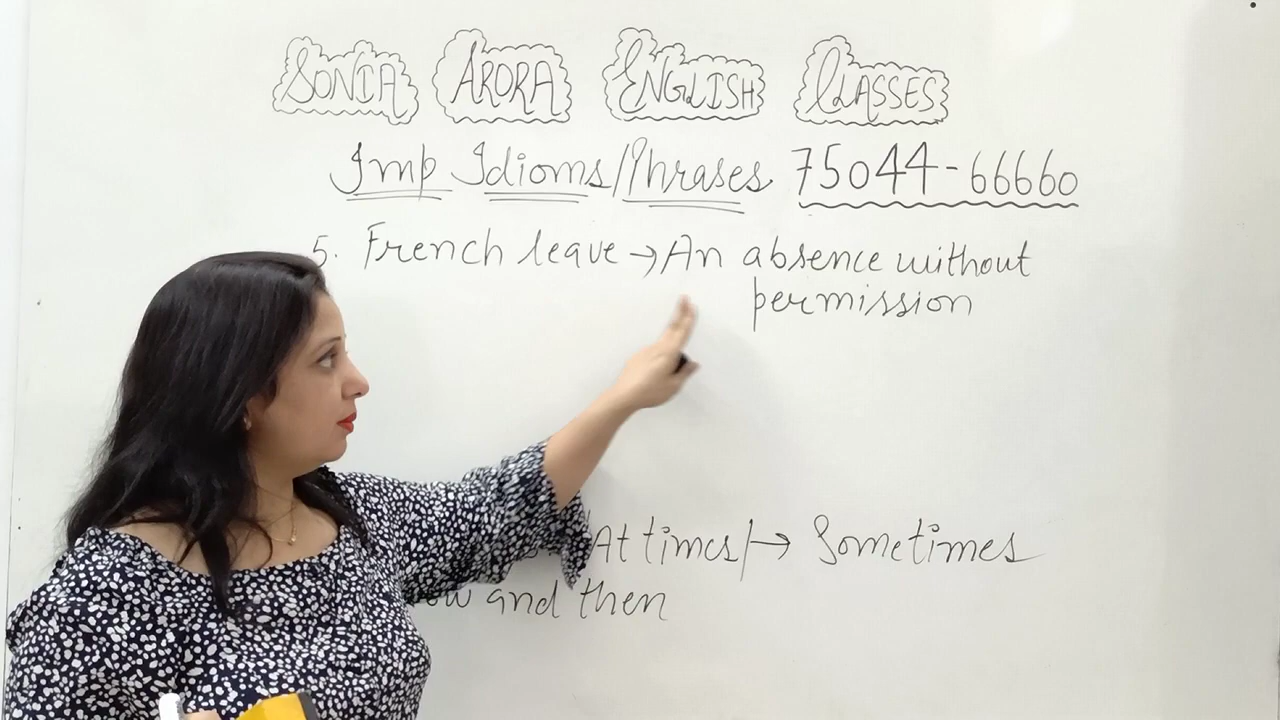 SONIA ARORA ENGLISH CLASSES
Imp Idioms/Phrases 75044-66660
5. French leave → An absence without
permission
At times/→ Sometimes
and then